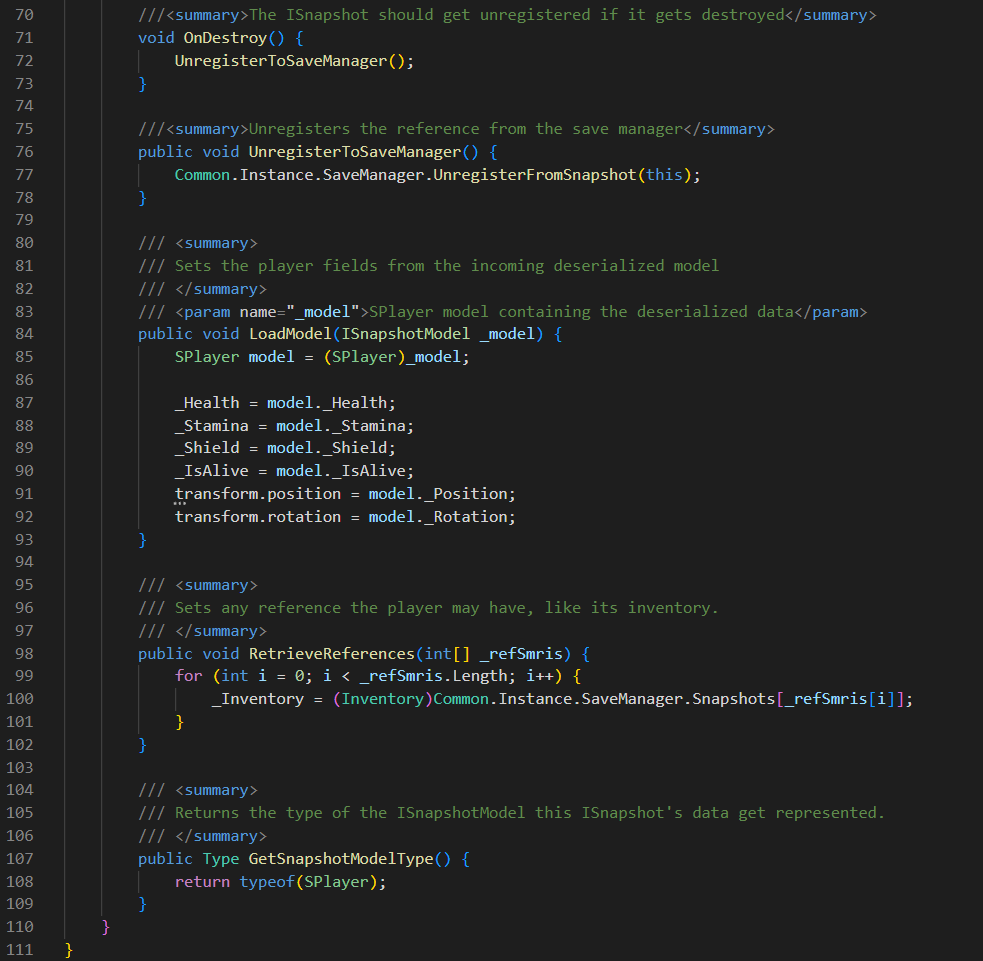 70 ///<summary>The ISnapshot should get unregistered if it gets destroyed</summary>
71 void OnDestroy() {
72 UnregisterToSaveManager();
73 }
74
75 ///<summary>Unregisters the reference from the save manager</summary>
76 public void UnregisterToSaveManager() {
77 Common.Instance.SaveManager.UnregisterFromSnapshot(this);
78 }
79
80 /// <summary>
81 /// Sets the player fields from the incoming deserialized model
82 /// </summary>
83 /// <param name="_model">SPlayer model containing the deserialized data</param>
84 public void LoadModel(ISnapshotModel _model) {
85 SPlayer model = (SPlayer)_model;
86
87 _Health = model._Health;
88 _Stamina = model._Stamina;
89 _Shield = model._Shield;
90 _IsAlive = model._IsAlive;
91 transform.position = model._Position;
92 transform.rotation = model._Rotation;
93 }
94
95 /// <summary>
96 /// Sets any reference the player may have, like its inventory.
97 /// </summary>
98 public void RetrieveReferences(int[] _refSmris) {
99 for (int i = 0; i < _refSmris.Length; i++) {
100 _Inventory = (Inventory)Common.Instance.SaveManager.Snapshots[_refSmris[i]];
101 }
102 }
103
104 /// <summary>
105 /// Returns the type of the ISnapshotModel this ISnapshot's data get represented.
106 /// </summary>
107 public Type GetSnapshotModelType() {
108 return typeof(SPlayer);
109 }
110 }
111 }